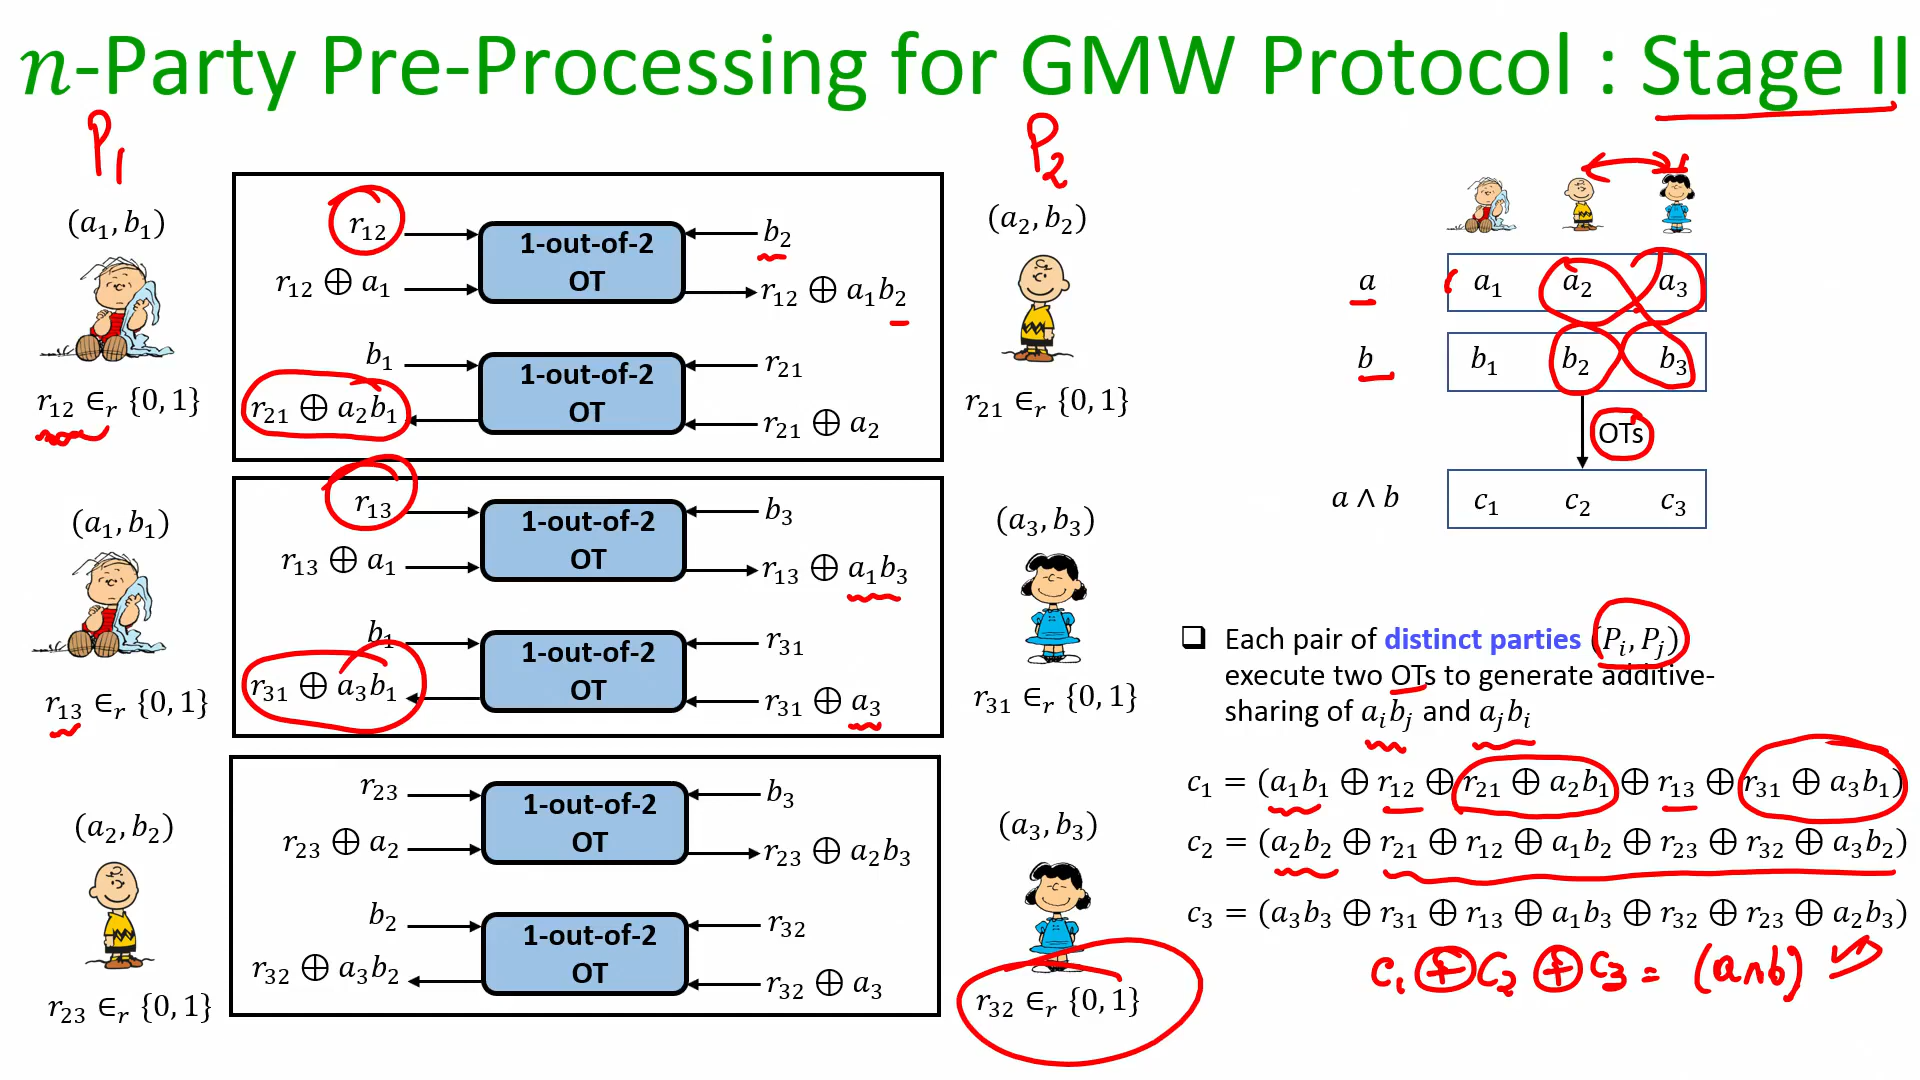 n-Party Pre-Processing for GMW Protocol : Stage II
P₁
P₂
(a₁, b₁)
r₁₂
r₁₂ ⊕ a₁
1-out-of-2
OT
b₂
r₁₂ ⊕ a₁b₂
(a₂, b₂)
b₁
r₂₁ ⊕ a₂b₁
1-out-of-2
OT
r₂₁
r₂₁ ⊕ a₂
r₁₂ ∈ᵣ {0, 1}
r₂₁ ∈ᵣ {0, 1}
(a₁, b₁)
r₁₃
r₁₃ ⊕ a₁
1-out-of-2
OT
b₃
r₁₃ ⊕ a₁b₃
(a₃, b₃)
b₁
r₃₁ ⊕ a₃b₁
1-out-of-2
OT
r₃₁
r₃₁ ⊕ a₃
r₁₃ ∈ᵣ {0, 1}
r₃₁ ∈ᵣ {0, 1}
(a₂, b₂)
r₂₃
r₂₃ ⊕ a₂
1-out-of-2
OT
b₃
r₂₃ ⊕ a₂b₃
(a₃, b₃)
b₂
r₃₂ ⊕ a₃b₂
1-out-of-2
OT
r₃₂
r₃₂ ⊕ a₃
r₂₃ ∈ᵣ {0, 1}
r₃₂ ∈ᵣ {0, 1}
a a₁ a₂ a₃
b b₁ b₂ b₃
OTs
a ∧ b c₁ c₂ c₃
❑ Each pair of distinct parties (Pᵢ, Pⱼ)
execute two OTs to generate additive-
sharing of aᵢbⱼ and aⱼbᵢ
c₁ = (a₁b₁ ⊕ r₁₂ ⊕ r₂₁ ⊕ a₂b₁ ⊕ r₁₃ ⊕ r₃₁ ⊕ a₃b₁)
c₂ = (a₂b₂ ⊕ r₂₁ ⊕ r₁₂ ⊕ a₁b₂ ⊕ r₂₃ ⊕ r₃₂ ⊕ a₃b₂)
c₃ = (a₃b₃ ⊕ r₃₁ ⊕ r₁₃ ⊕ a₁b₃ ⊕ r₃₂ ⊕ r₂₃ ⊕ a₂b₃)
c₁ ⊕ c₂ ⊕ c₃ = (a∧b)